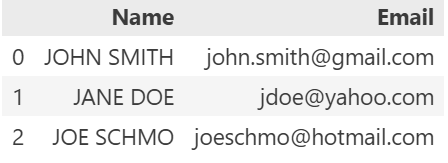 Name Email
0 JOHN SMITH john.smith@gmail.com
1 JANE DOE jdoe@yahoo.com
2 JOE SCHMO joeschmo@hotmail.com